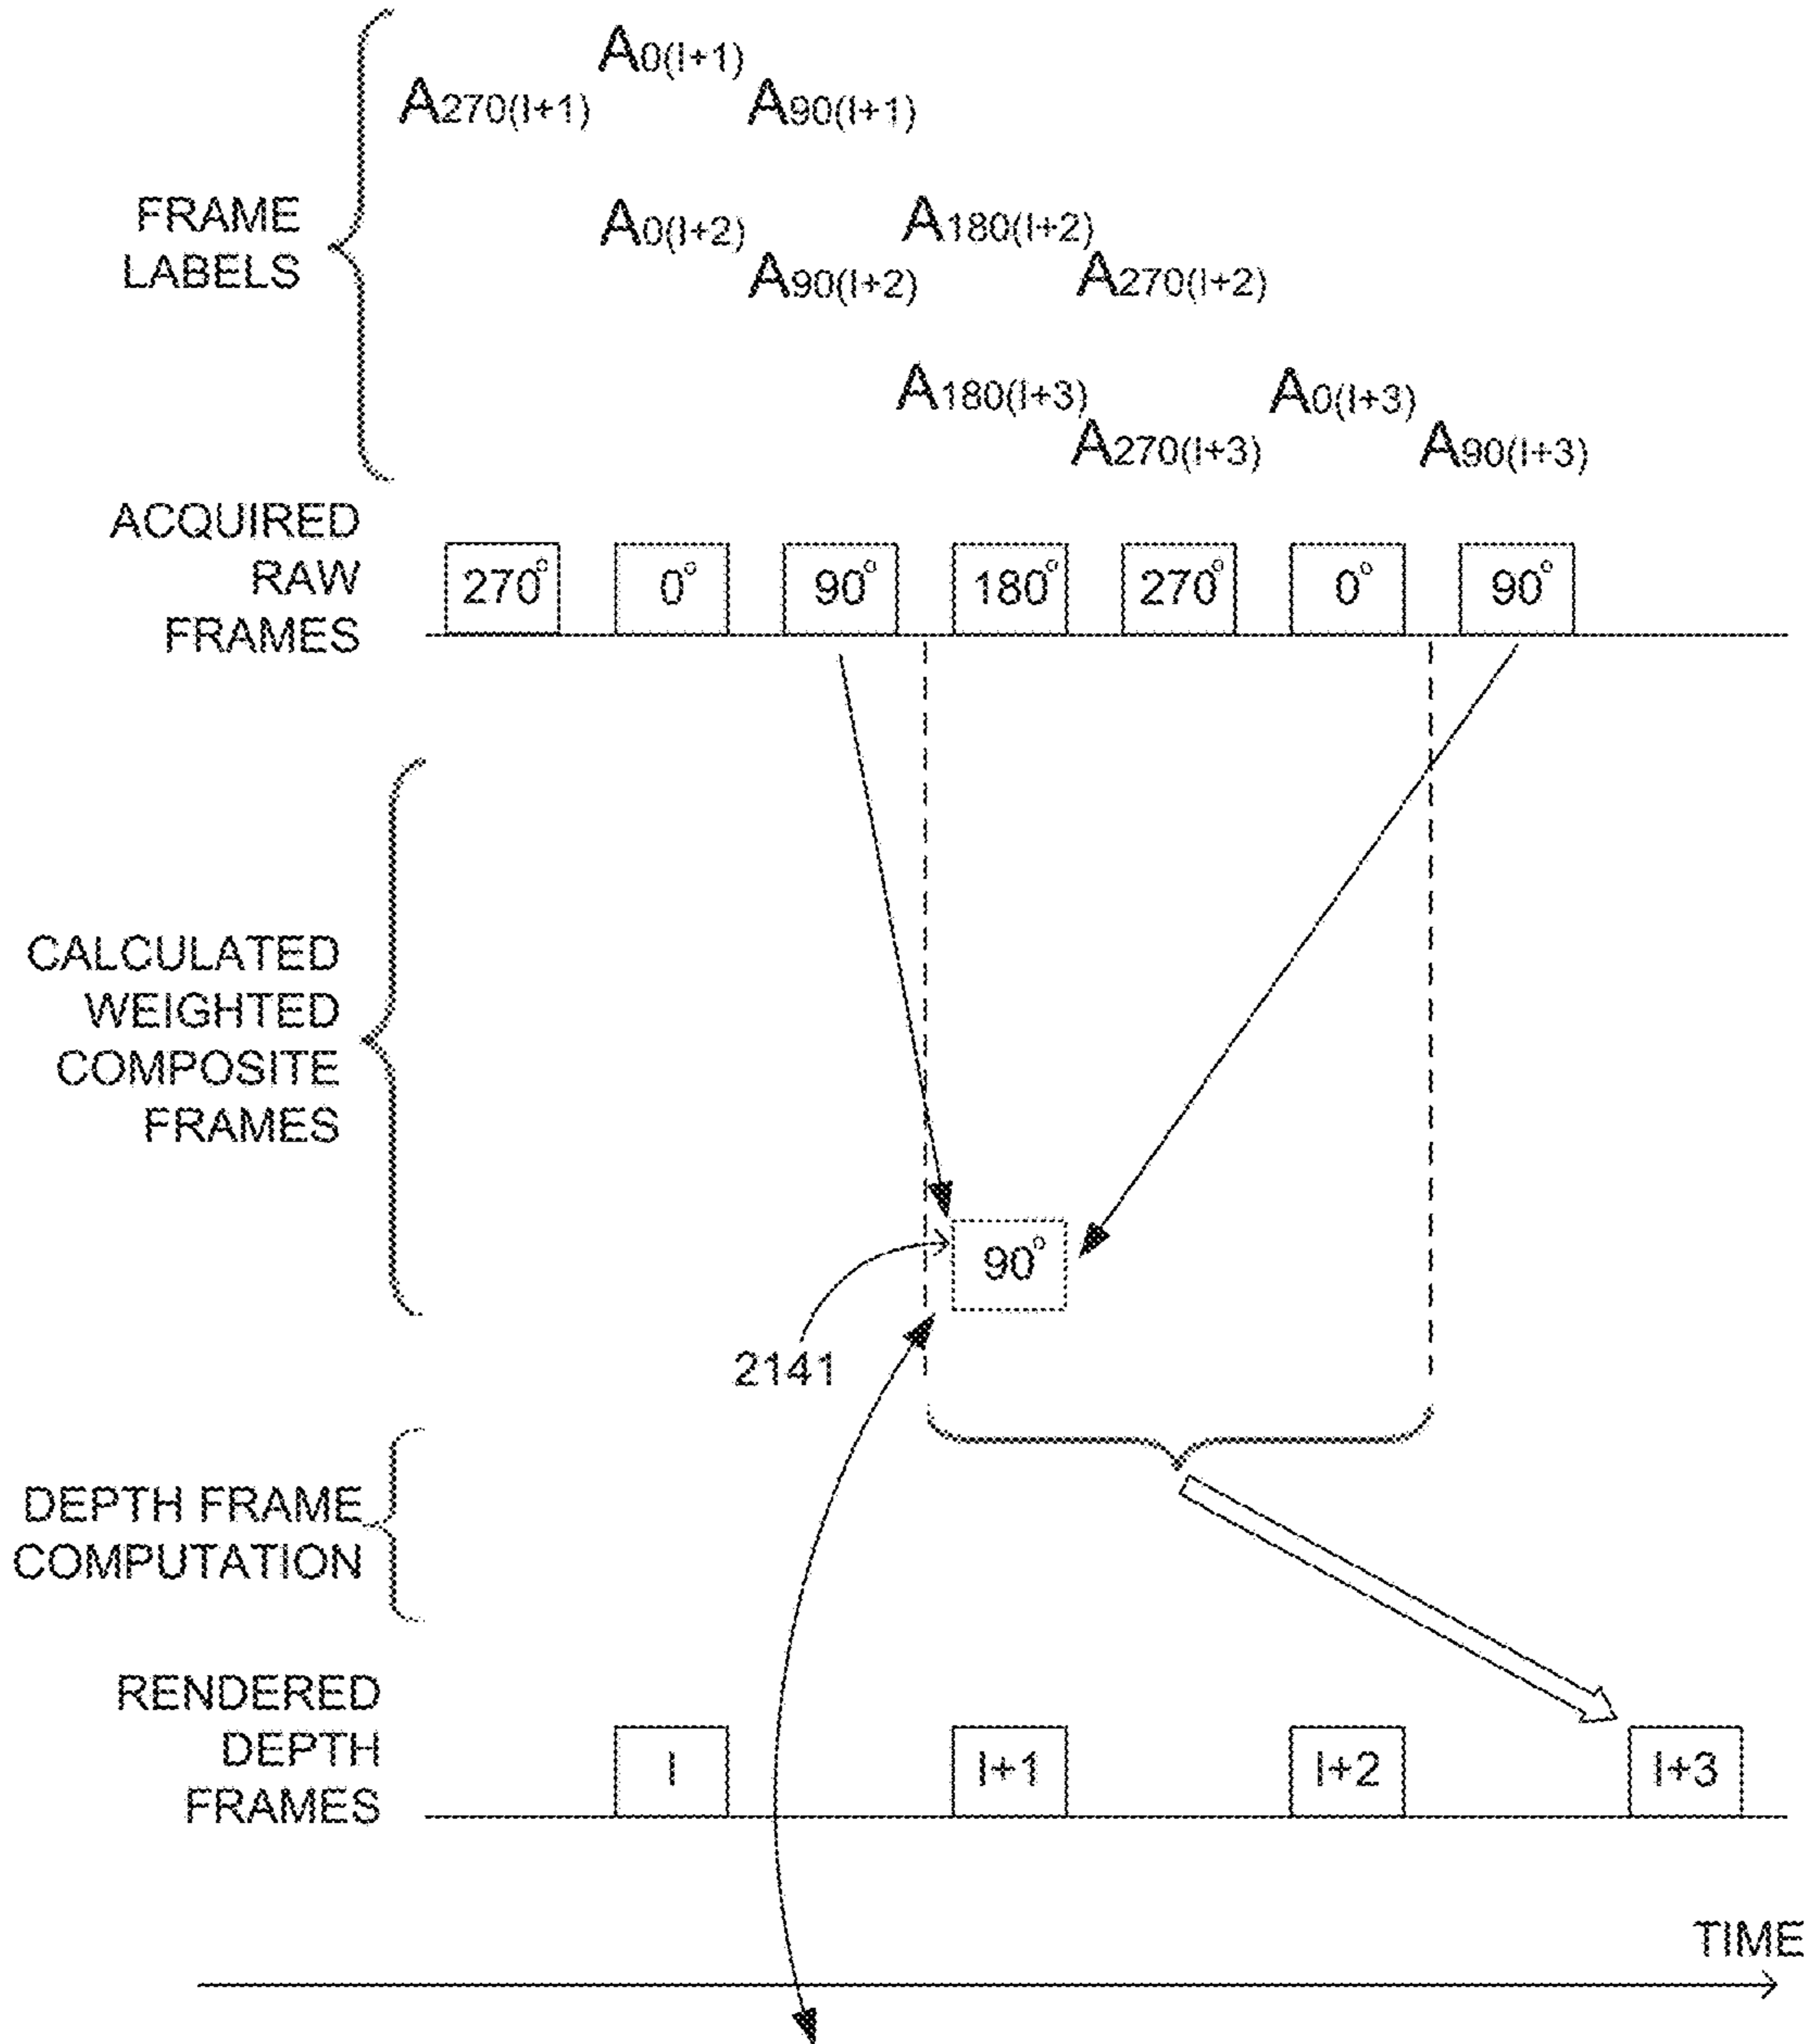 A0(I+1)
A270(I+1) A90(I+1)
FRAME
LABELS
A0(I+2) A180(I+2)
A90(I+2) A270(I+2)
A180(I+3) A0(I+3)
A270(I+3) A90(I+3)
ACQUIRED
RAW
FRAMES
270° 0° 90° 180° 270° 0° 90°
CALCULATED
WEIGHTED
COMPOSITE
FRAMES
90°
2141
DEPTH FRAME
COMPUTATION
RENDERED
DEPTH
FRAMES
I I+1 I+2 I+3
TIME